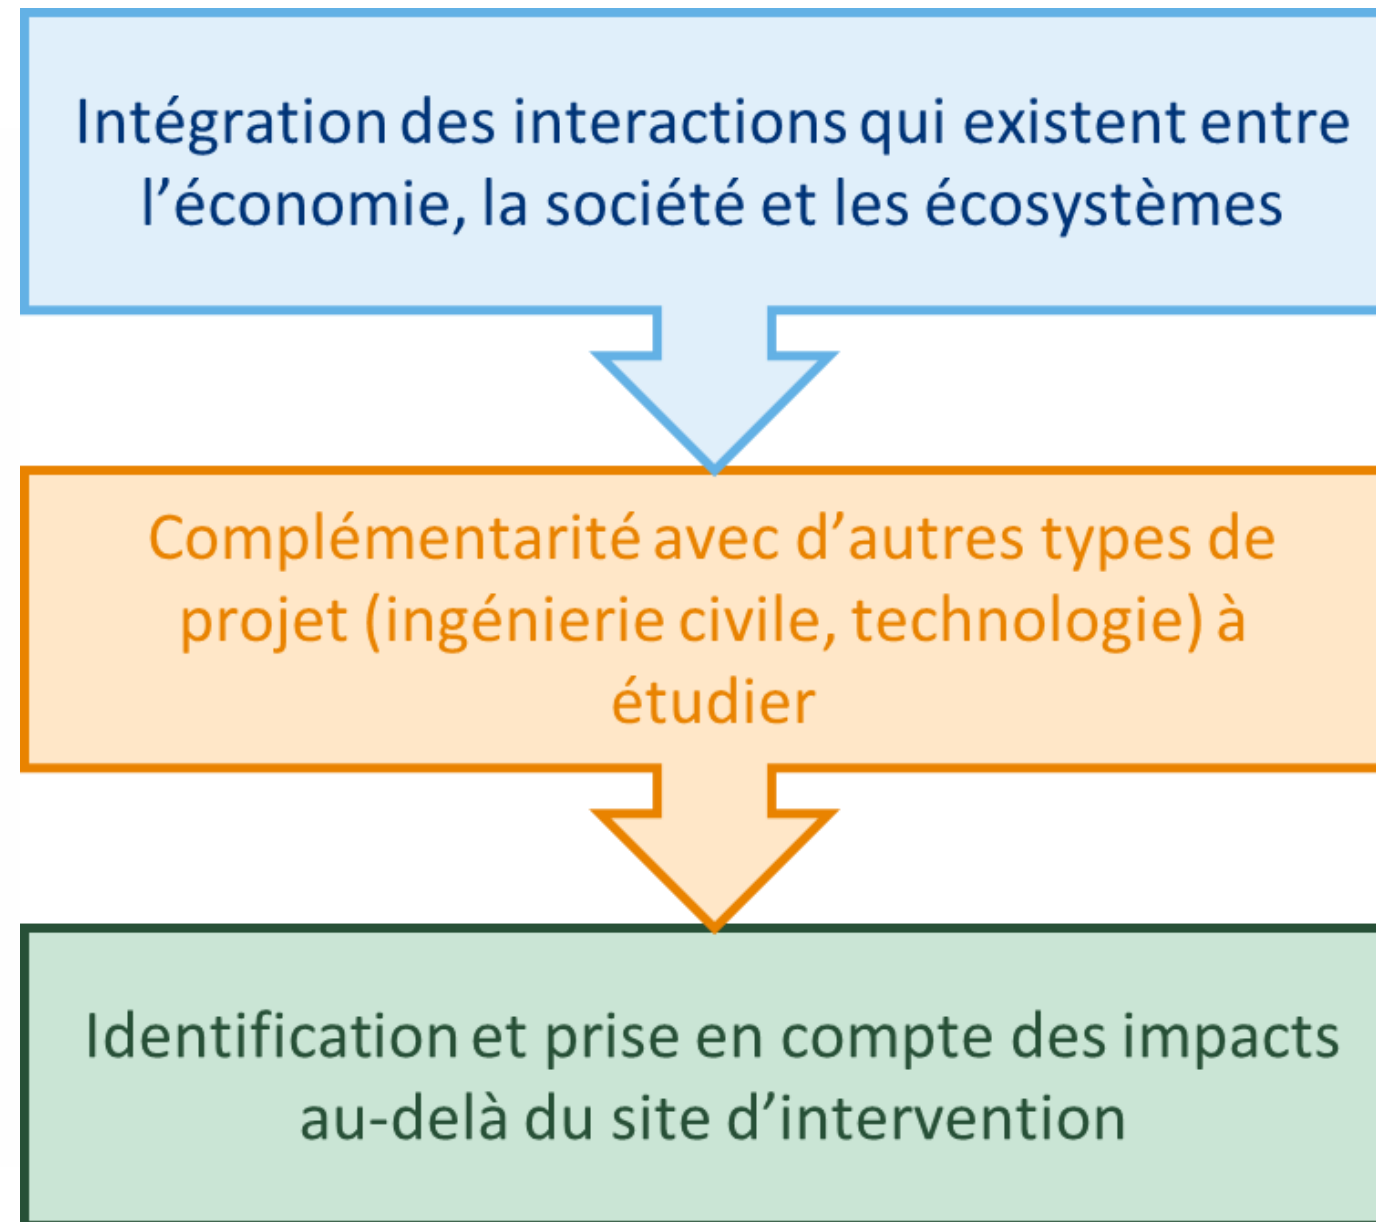 Intégration des interactions qui existent entre
l’économie, la société et les écosystèmes
Complémentarité avec d’autres types de
projet (ingénierie civile, technologie) à
étudier
Identification et prise en compte des impacts
au-delà du site d’intervention